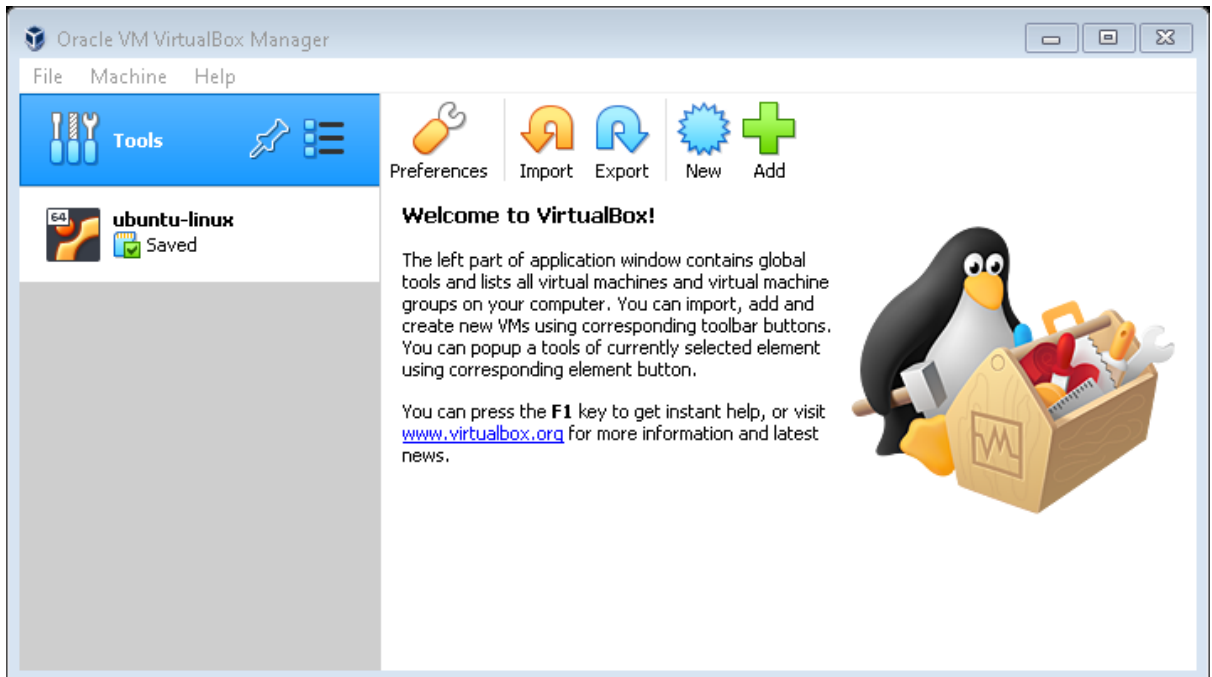 Oracle VM VirtualBox Manager
File Machine Help
Tools
Preferences Import Export New Add
64
ubuntu-linux
Saved
Welcome to VirtualBox!
The left part of application window contains global
tools and lists all virtual machines and virtual machine
groups on your computer. You can import, add and
create new VMs using corresponding toolbar buttons.
You can popup a tools of currently selected element
using corresponding element button.
You can press the F1 key to get instant help, or visit
www.virtualbox.org for more information and latest
news.